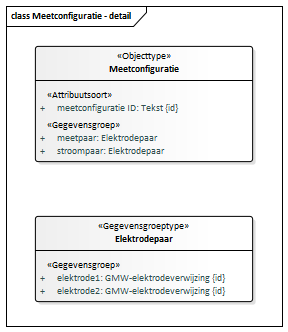 class Meetconfiguratie - detail
«Objecttype»
Meetconfiguratie
«Attribuutsoort»
+ meetconfiguratie ID: Tekst {id}
«Gegevensgroep»
+ meetpaar: Elektrodepaar
+ stroompaar: Elektrodepaar
«Gegevensgroeptype»
Elektrodepaar
«Gegevensgroep»
+ elektrode1: GMW-elektrodeverwijzing {id}
+ elektrode2: GMW-elektrodeverwijzing {id}